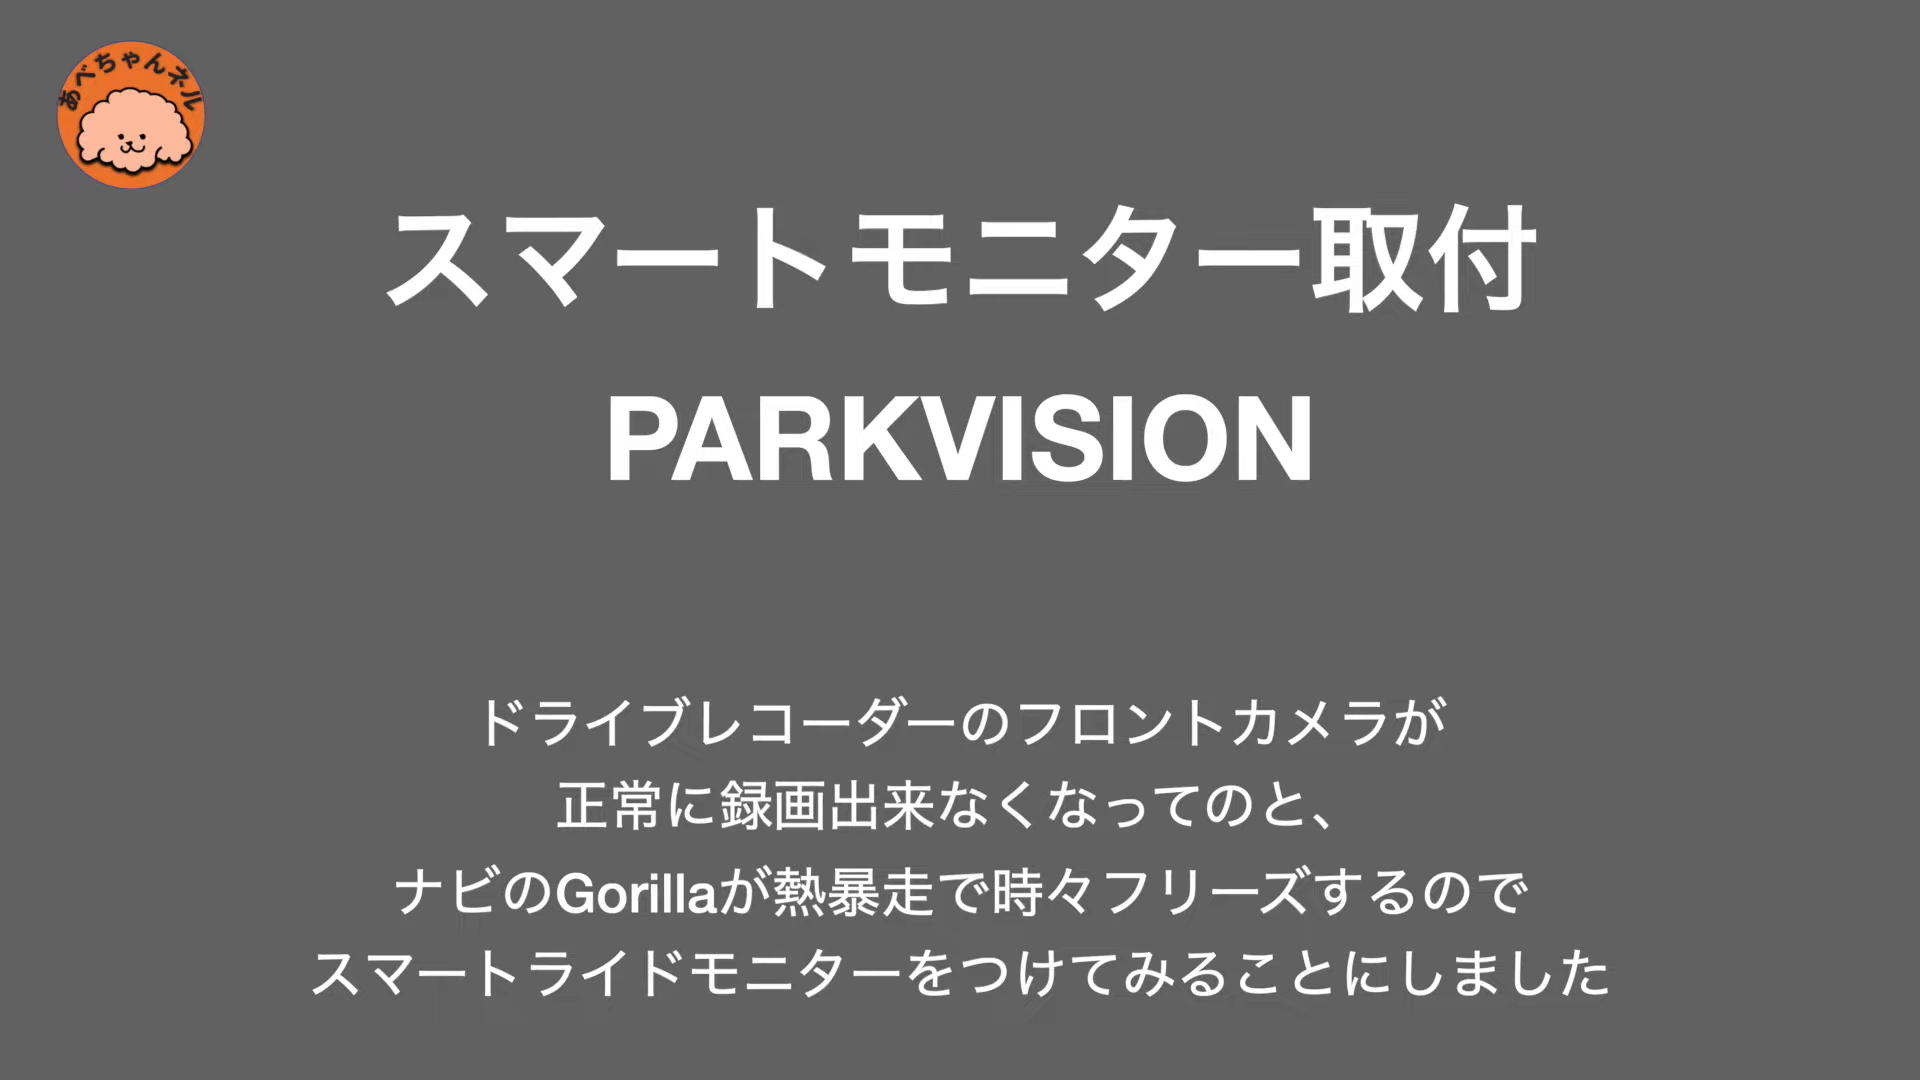 あべちゃんネル
スマートモニター取付
PARKVISION
ドライブレコーダーのフロントカメラが
正常に録画出来なくなってのと、
ナビのGorillaが熱暴走で時々フリーズするので
スマートライドモニターをつけてみることにしました